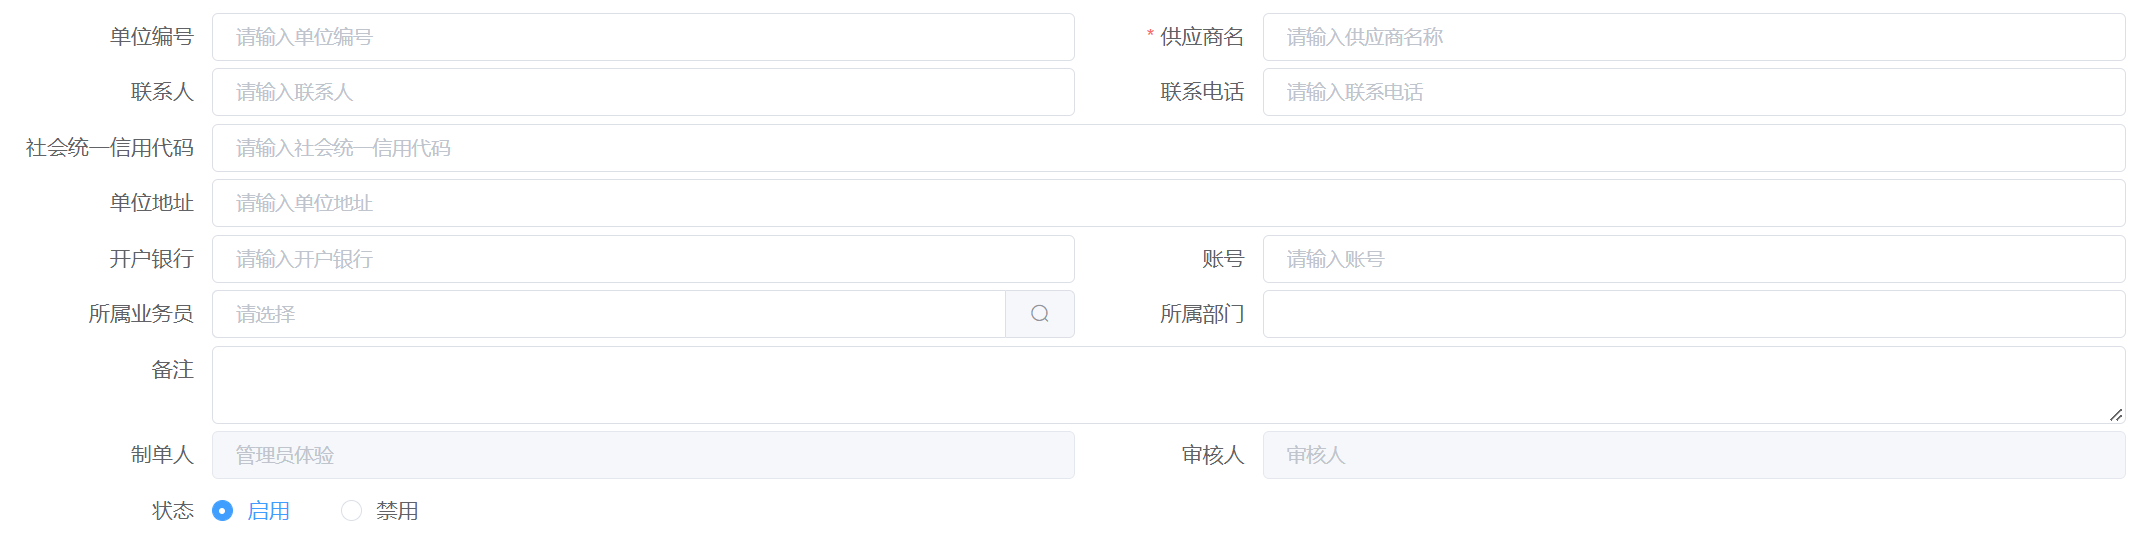 单位编号 请输入单位编号 * 供应商名 请输入供应商名称
联系人 请输入联系人 联系电话 请输入联系电话
社会统一信用代码 请输入社会统一信用代码
单位地址 请输入单位地址
开户银行 请输入开户银行 账号 请输入账号
所属业务员 请选择 所属部门
备注
制单人 管理员体验 审核人 审核人
状态 启用 禁用